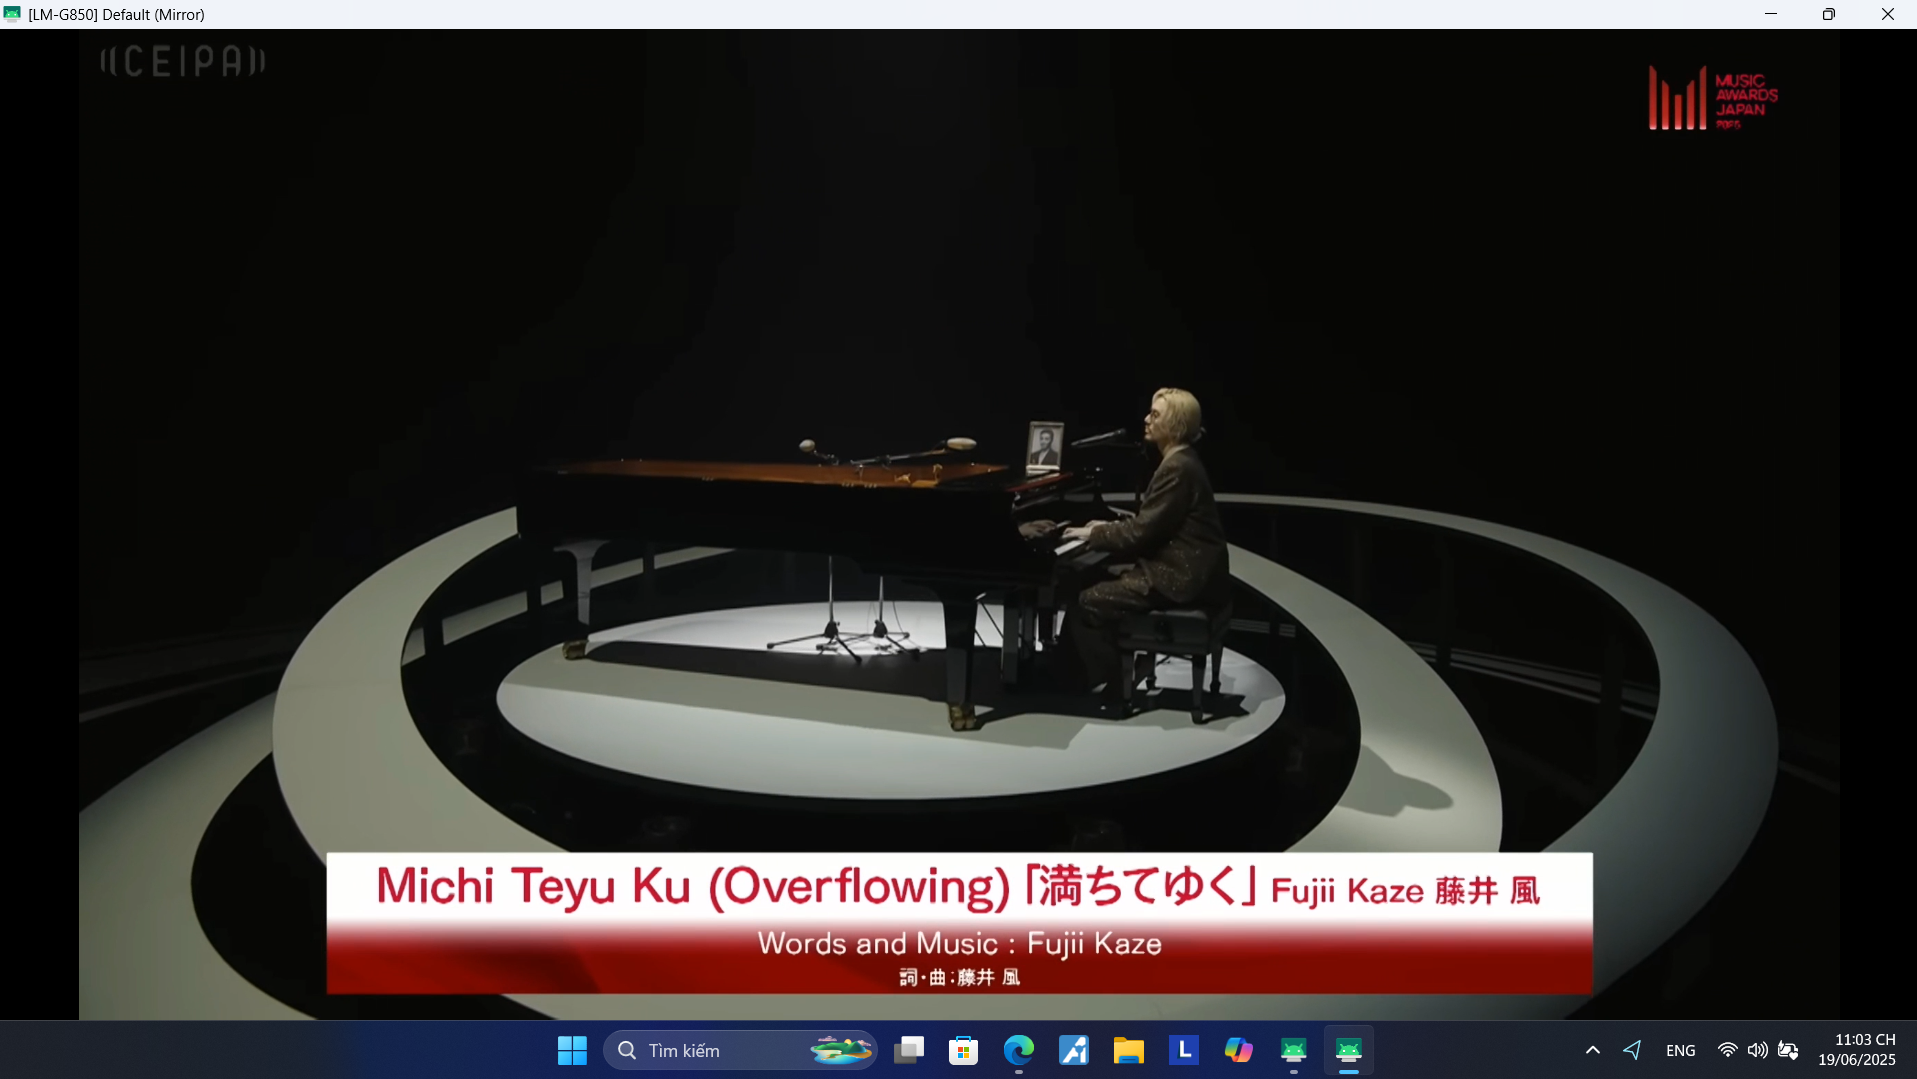 [LM-G850] Default (Mirror)
CEIPA
MUSIC
AWARDS
JAPAN
2025
Michi Teyu Ku (Overflowing)「満ちてゆく」 Fujii Kaze 藤井 風
Words and Music : Fujii Kaze
詞・曲：藤井 風
Tìm kiếm
L
ENG
11:03 CH
19/06/2025